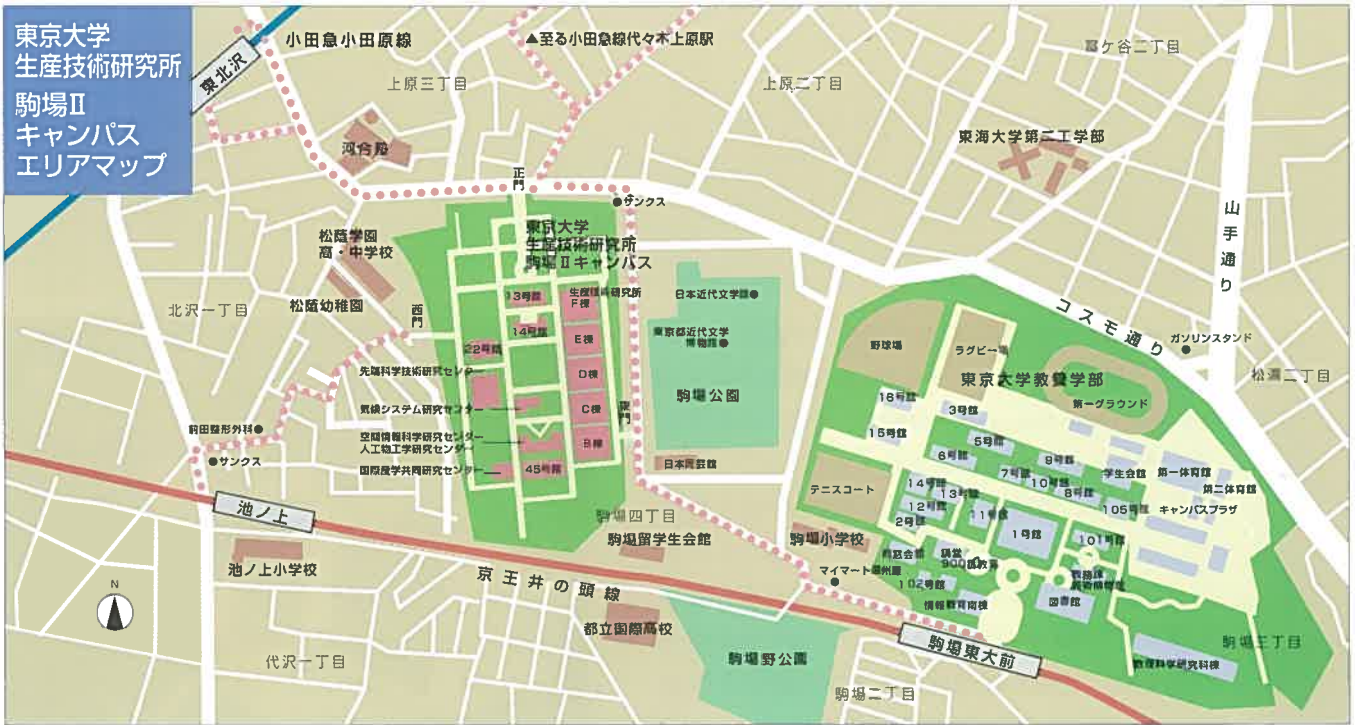 東京大学
生産技術研究所
駒場Ⅱ
キャンパス
エリアマップ
東北沢
小田急小田原線
▲至る小田急線代々木上原駅
上原三丁目
上原二丁目
富ケ谷二丁目
東海大学第二工学部
河合塾
正門
サンクス
山手通り
松蔭学園
高・中学校
東京大学
生産技術研究所
駒場Ⅱキャンパス
松蔭幼稚園
北沢一丁目
西門
13号館
生産技術研究所
F棟
日本近代文学館
コスモ通り
14号館
E棟
東京都近代文学
博物館
野球場
ラグビー場
ガソリンスタンド
22号館
先端科学技術研究センター
D棟
駒場公園
東京大学教養学部
松濤二丁目
気候システム研究センター
C棟
東門
16号館
3号館
第一グラウンド
前田整形外科
空間情報科学研究センター
人工物工学研究センター
B棟
15号館
5号館
サンクス
国際産学共同研究センター
45号館
日本民芸館
6号館
9号館
7号館
10号館
8号館
学生会館
第一体育館
第二体育館
テニスコート
14号館
13号館
12号館
11号館
2号館
105号館
キャンパスプラザ
池ノ上
駒場四丁目
駒場留学生会館
駒場小学校
1号館
101号館
池ノ上小学校
京王井の頭線
マイマート
講堂
900番教室
102号館
情報教育南棟
図書館
N
都立国際高校
駒場東大前
駒場三丁目
代沢一丁目
駒場野公園
数理科学研究科棟
駒場二丁目